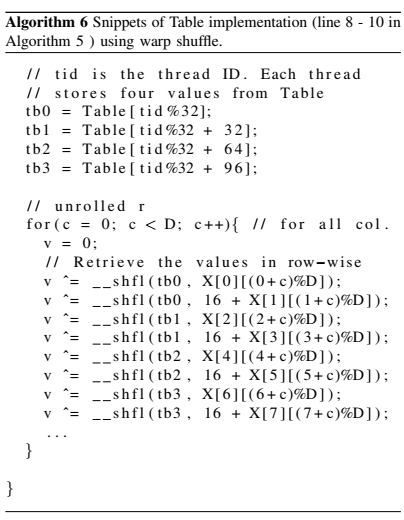 Algorithm 6 Snippets of Table implementation (line 8 - 10 in
Algorithm 5 ) using warp shuffle.
// tid is the thread ID. Each thread
// stores four values from Table
tb0 = Table[tid%32];
tb1 = Table[tid%32 + 32];
tb2 = Table[tid%32 + 64];
tb3 = Table[tid%32 + 96];
// unrolled r
for(c = 0; c < D; c++){ // for all col.
v = 0;
// Retrieve the values in row-wise
v ^= __shfl(tb0, X[0][(0+c)%D]);
v ^= __shfl(tb0, 16 + X[1][(1+c)%D]);
v ^= __shfl(tb1, X[2][(2+c)%D]);
v ^= __shfl(tb1, 16 + X[3][(3+c)%D]);
v ^= __shfl(tb2, X[4][(4+c)%D]);
v ^= __shfl(tb2, 16 + X[5][(5+c)%D]);
v ^= __shfl(tb3, X[6][(6+c)%D]);
v ^= __shfl(tb3, 16 + X[7][(7+c)%D]);
...
}
}